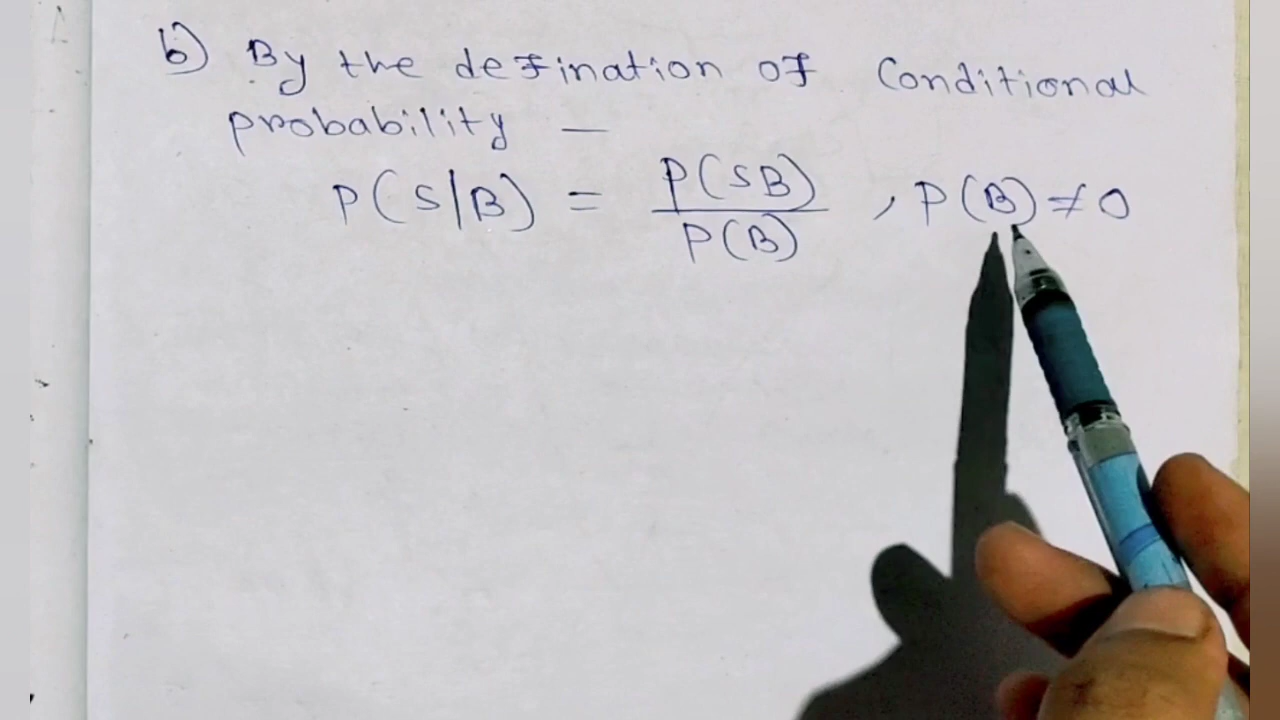 b) By the defination of Conditional
probability —
P(S/B) = P(SB) / P(B) , P(B) ≠ 0